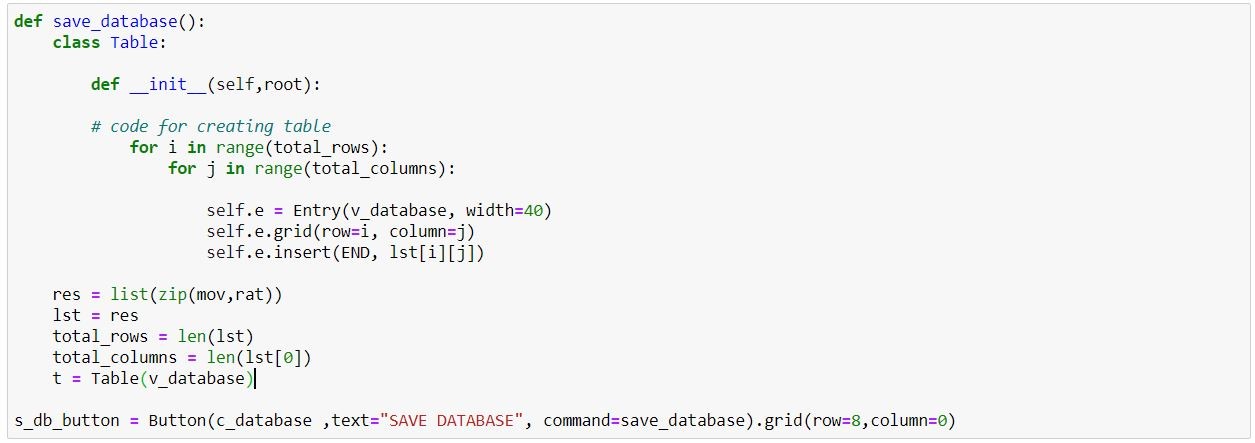 def save_database():
    class Table:
        def __init__(self,root):
        # code for creating table
            for i in range(total_rows):
                for j in range(total_columns):
                    self.e = Entry(v_database, width=40)
                    self.e.grid(row=i, column=j)
                    self.e.insert(END, lst[i][j])
    res = list(zip(mov,rat))
    lst = res
    total_rows = len(lst)
    total_columns = len(lst[0])
    t = Table(v_database)
s_db_button = Button(c_database ,text="SAVE DATABASE", command=save_database).grid(row=8,column=0)